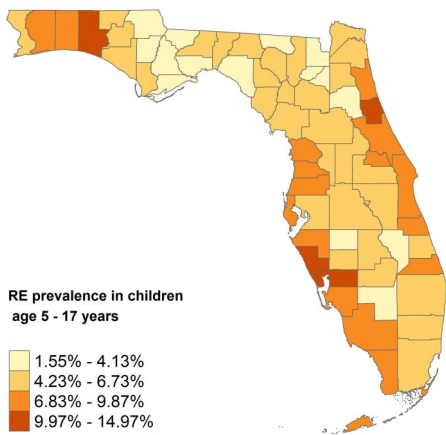 RE prevalence in children
age 5 - 17 years
1.55% - 4.13%
4.23% - 6.73%
6.83% - 9.87%
9.97% - 14.97%